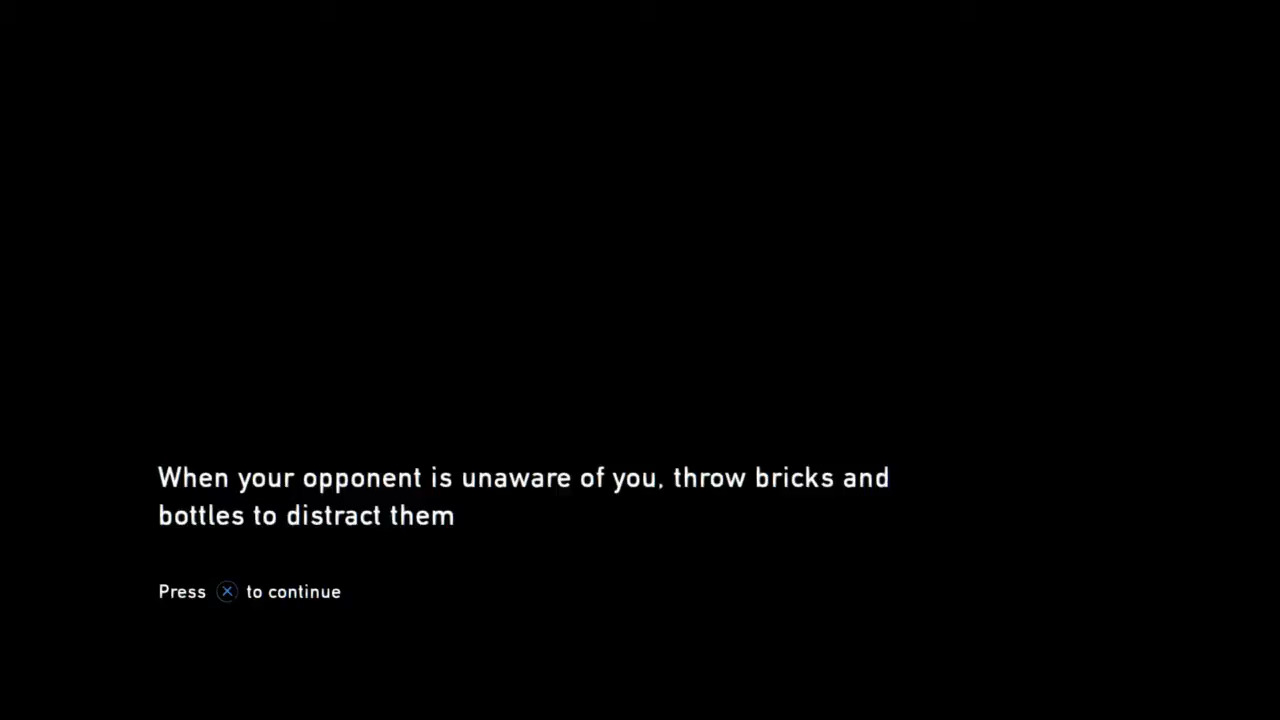 When your opponent is unaware of you, throw bricks and
bottles to distract them
Press ⓧ to continue